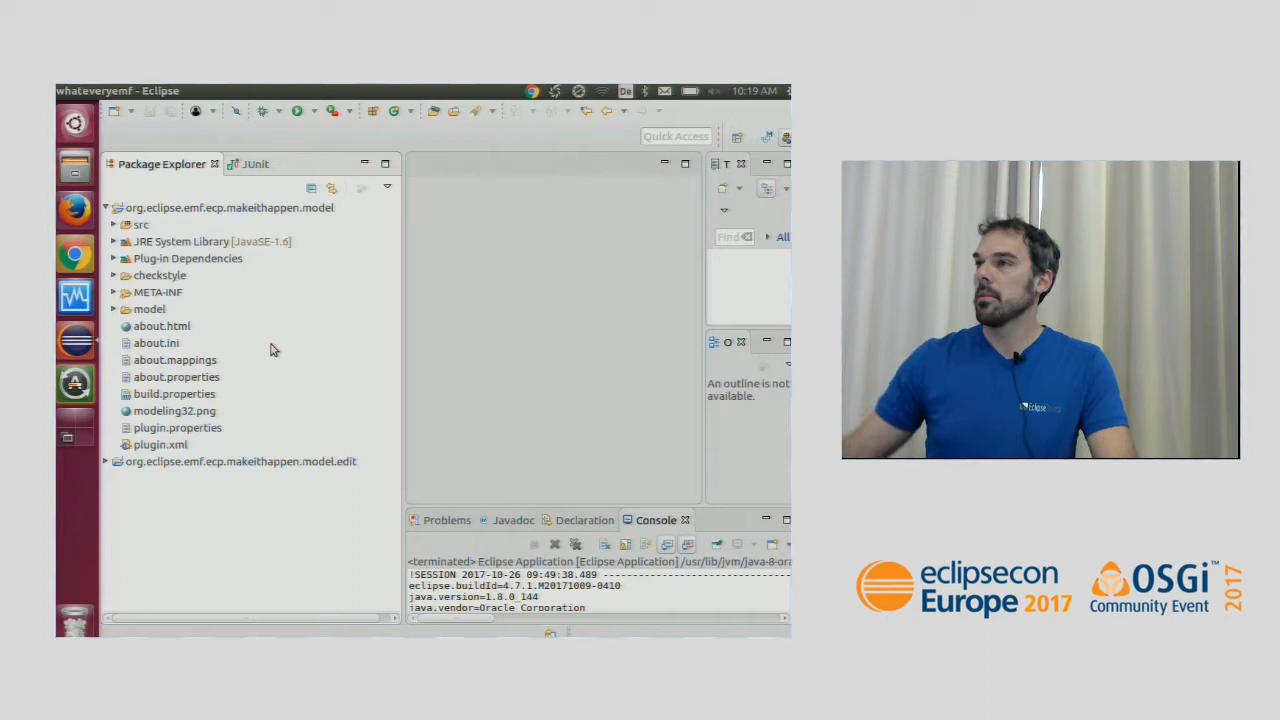 whateveryemf - Eclipse
De
10:19 AM
Quick Access
Package Explorer
JUnit
T
org.eclipse.emf.ecp.makeithappen.model
src
JRE System Library [JavaSE-1.6]
Plug-in Dependencies
checkstyle
META-INF
model
about.html
about.ini
about.mappings
about.properties
build.properties
modeling32.png
plugin.properties
plugin.xml
org.eclipse.emf.ecp.makeithappen.model.edit
Find
All
O
An outline is not
available.
Problems
Javadoc
Declaration
Console
<terminated> Eclipse Application [Eclipse Application] /usr/lib/jvm/java-8-ora
!SESSION 2017-10-26 09:49:38.489 -----------------------------
eclipse.buildId=4.7.1.M20171009-0410
java.version=1.8.0_144
java.vendor=Oracle Corporation
eclipsecon
Europe 2017
OSGi™
Community Event
2017